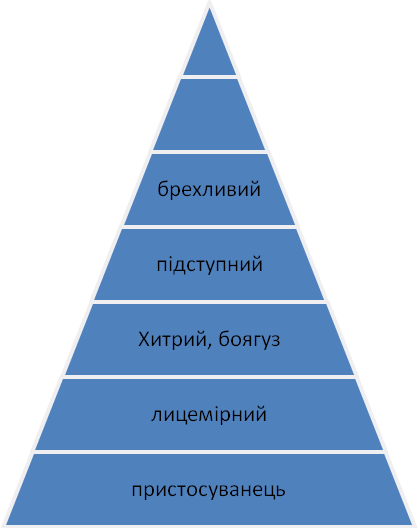 брехливий
підступний
Хитрий, боягуз
лицемірний
пристосуванець